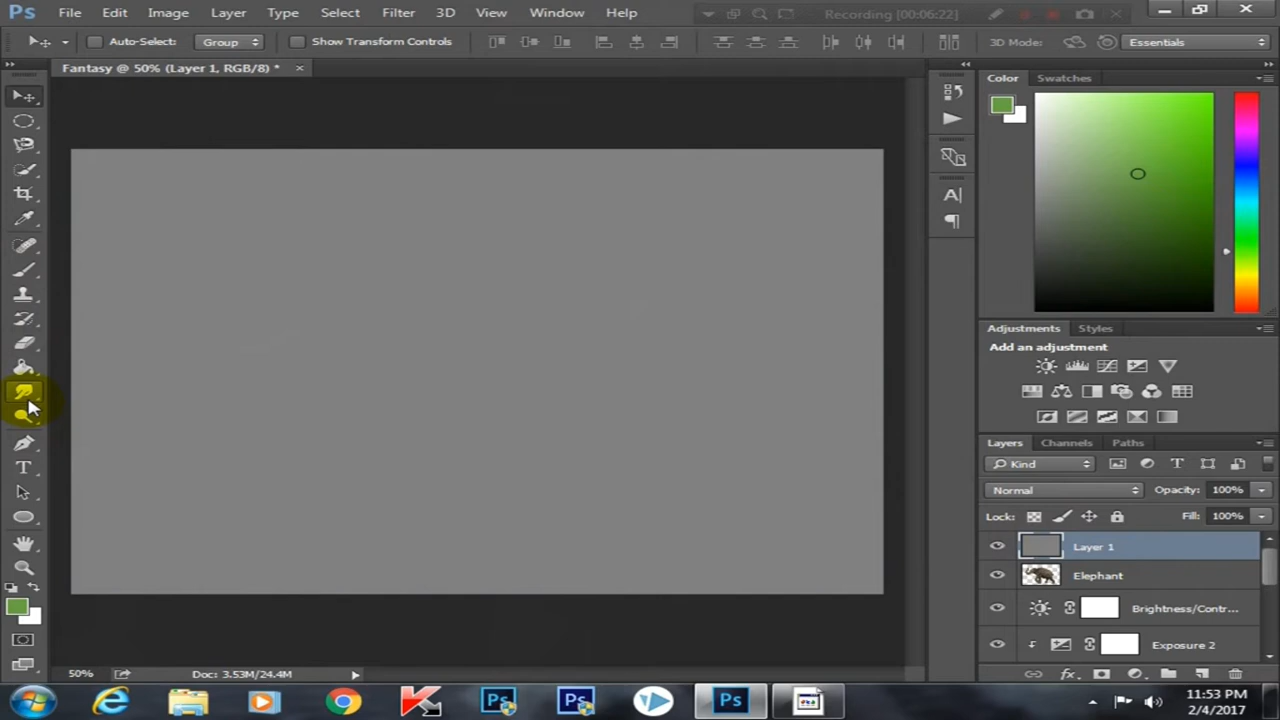 Ps File Edit Image Layer Type Select Filter 3D View Window Help Recording [00:06:22]
Auto-Select: Group Show Transform Controls 3D Mode: Essentials
Fantasy @ 50% (Layer 1, RGB/8) * ×
Color Swatches
Adjustments Styles
Add an adjustment
Layers Channels Paths
Kind
Normal Opacity: 100%
Lock: Fill: 100%
Layer 1
Elephant
Brightness/Contr...
Exposure 2
50% Doc: 3.53M/24.4M
11:53 PM
2/4/2017